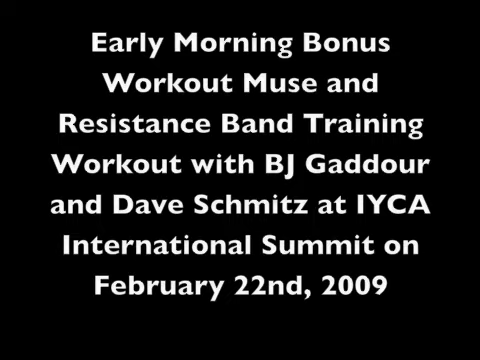 Early Morning Bonus
Workout Muse and
Resistance Band Training
Workout with BJ Gaddour
and Dave Schmitz at IYCA
International Summit on
February 22nd, 2009